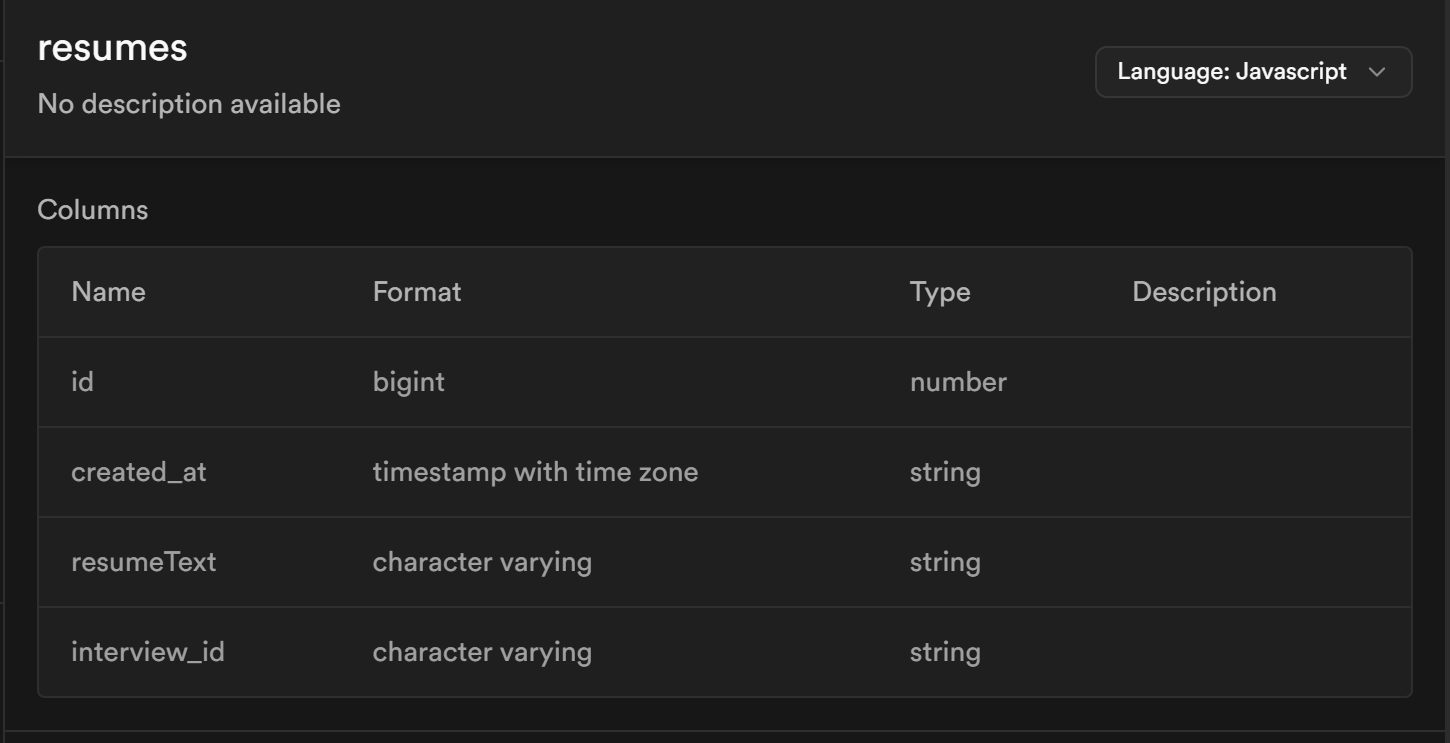 resumes
Language: Javascript
No description available
Columns
Name Format Type Description
id bigint number
created_at timestamp with time zone string
resumeText character varying string
interview_id character varying string